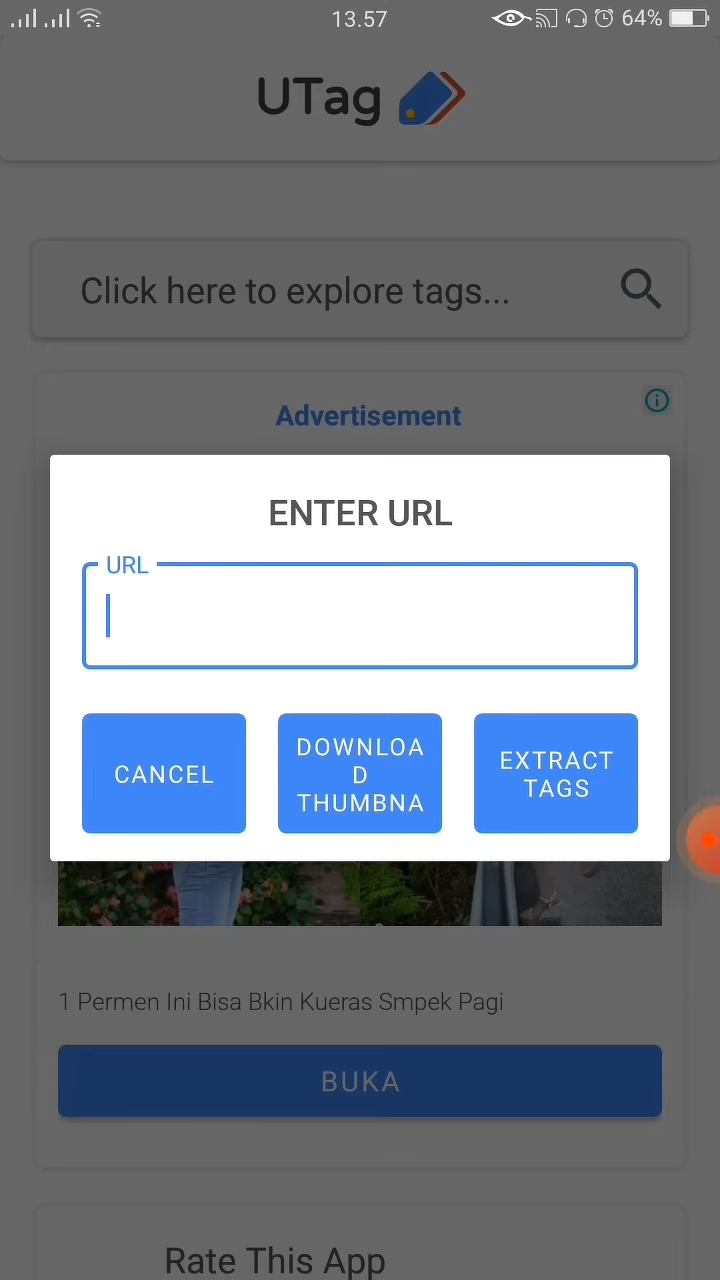 13.57
64%
UTag
Click here to explore tags...
Advertisement
ENTER URL
URL
CANCEL
DOWNLOA
D
THUMBNA
EXTRACT
TAGS
1 Permen Ini Bisa Bkin Kueras Smpek Pagi
BUKA
Rate This App